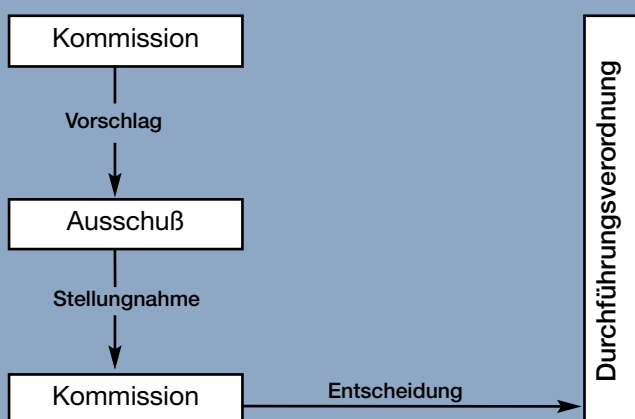 Kommission
Vorschlag
Ausschuß
Stellungnahme
Kommission
Entscheidung
Durchführungsverordnung